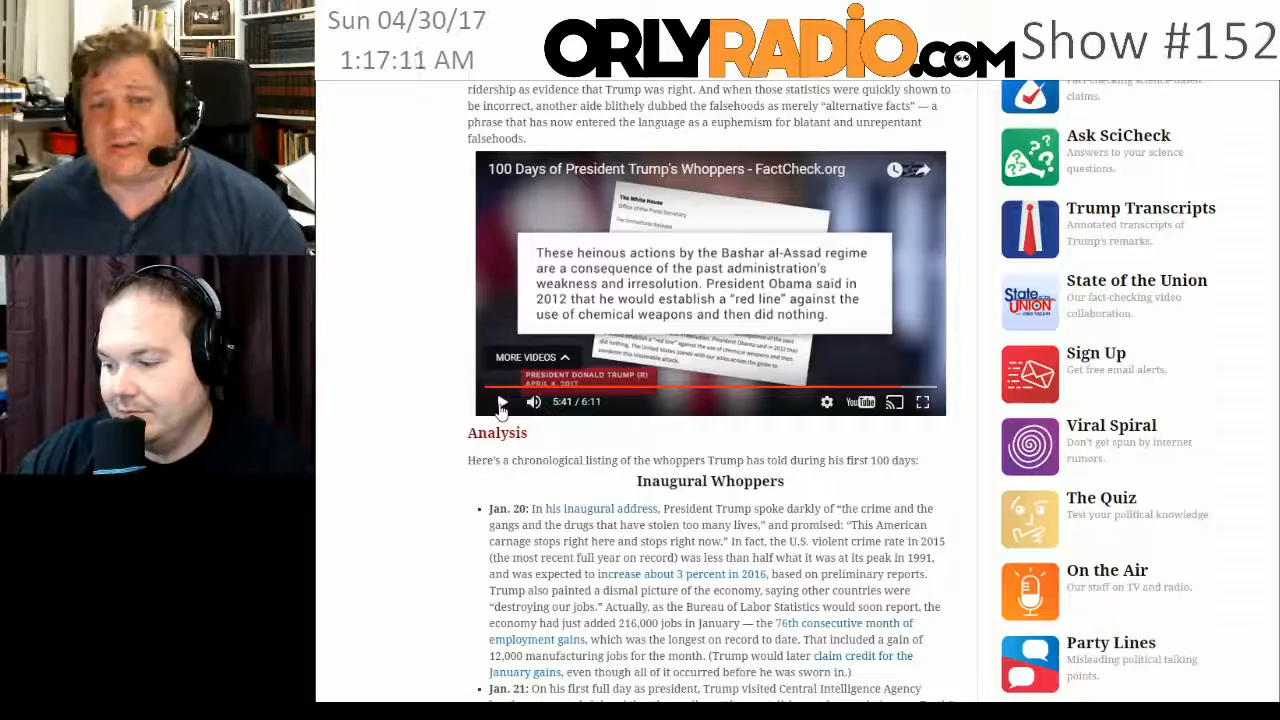 Sun 04/30/17
1:17:11 AM
ORLYRADIO.COM
Show #152
ridership as evidence that Trump was right. And when those statistics were quickly shown to
be incorrect, another aide blithely dubbed the falsehoods as merely “alternative facts” — a
phrase that has now entered the language as a euphemism for blatant and unrepentant
falsehoods.
100 Days of President Trump's Whoppers - FactCheck.org
The White House
Office of the Press Secretary
For Immediate Release
These heinous actions by the Bashar al-Assad regime
are a consequence of the past administration's
weakness and irresolution. President Obama said in
2012 that he would establish a “red line” against the
use of chemical weapons and then did nothing.
MORE VIDEOS
PRESIDENT DONALD TRUMP (R)
APRIL 4, 2017
5:41 / 6:11
YouTube
Analysis
Here's a chronological listing of the whoppers Trump has told during his first 100 days:
Inaugural Whoppers
Jan. 20: In his inaugural address, President Trump spoke darkly of “the crime and the
gangs and the drugs that have stolen too many lives,” and promised: “This American
carnage stops right here and stops right now.” In fact, the U.S. violent crime rate in 2015
(the most recent full year on record) was less than half what it was at its peak in 1991,
and was expected to increase about 3 percent in 2016, based on preliminary reports.
Trump also painted a dismal picture of the economy, saying other countries were
“destroying our jobs.” Actually, as the Bureau of Labor Statistics would soon report, the
economy had just added 216,000 jobs in January — the 76th consecutive month of
employment gains, which was the longest on record to date. That included a gain of
12,000 manufacturing jobs for the month. (Trump would later claim credit for the
January gains, even though all of it occurred before he was sworn in.)
Jan. 21: On his first full day as president, Trump visited Central Intelligence Agency
Fact-checking science-based
claims.
Ask SciCheck
Answers to your science
questions.
Trump Transcripts
Annotated transcripts of
Trump's remarks.
State of the Union
Our fact-checking video
collaboration.
Sign Up
Get free email alerts.
Viral Spiral
Don't get spun by internet
rumors.
The Quiz
Test your political knowledge
On the Air
Our staff on TV and radio.
Party Lines
Misleading political talking
points.